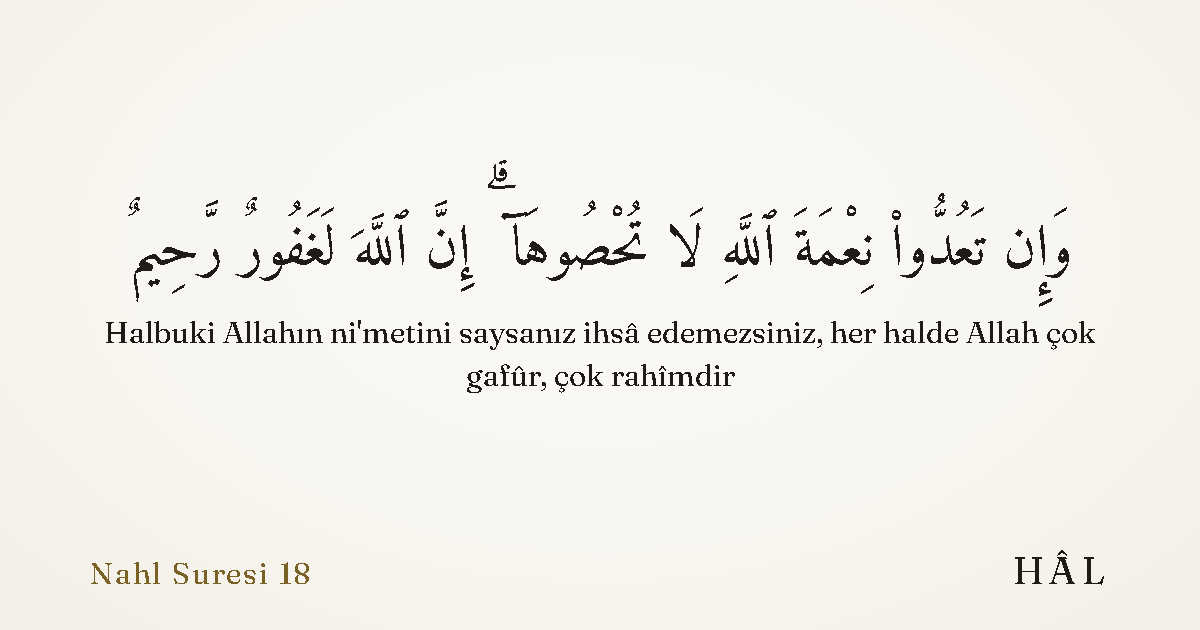 وَإِن تَعُدُّوا۟ نِعْمَةَ ٱللَّهِ لَا تُحْصُوهَآ ۗ إِنَّ ٱللَّهَ لَغَفُورٌ رَّحِيمٌ
Halbuki Allahın ni'metini saysanız ihsâ edemezsiniz, her halde Allah çok
gafûr, çok rahîmdir
Nahl Suresi 18
HÂL